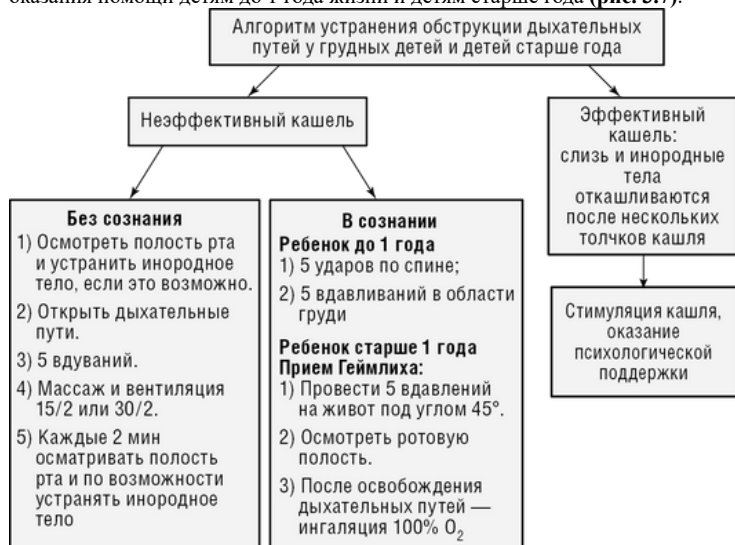 оказания помощи детям до 1 года жизни и детям старше года (рис. 3.7).
Алгоритм устранения обструкции дыхательных
путей у грудных детей и детей старше года
Неэффективный кашель
Эффективный
кашель:
слизь и инородные
тела
откашливаются
после нескольких
толчков кашля
Без сознания
1) Осмотреть полость рта
и устранить инородное
тело, если это возможно.
2) Открыть дыхательные
пути.
3) 5 вдуваний.
4) Массаж и вентиляция
15/2 или 30/2.
5) Каждые 2 мин
осматривать полость
рта и по возможности
устранять инородное
тело
В сознании
Ребенок до 1 года
1) 5 ударов по спине;
2) 5 вдавливаний в области
груди
Ребенок старше 1 года
Прием Геймлиха:
1) Провести 5 вдавлений
на живот под углом 45°.
2) Осмотреть ротовую
полость.
3) После освобождения
дыхательных путей —
ингаляция 100% O₂
Стимуляция кашля,
оказание
психологической
поддержки